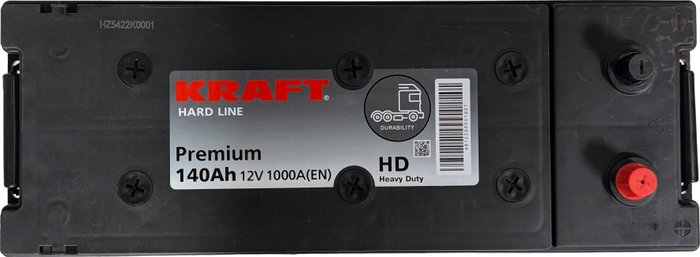 HZ5422K0001
KRAFT®
HARD LINE
DURABILITY
Premium
140Ah 12V 1000A(EN)
HD
Heavy Duty